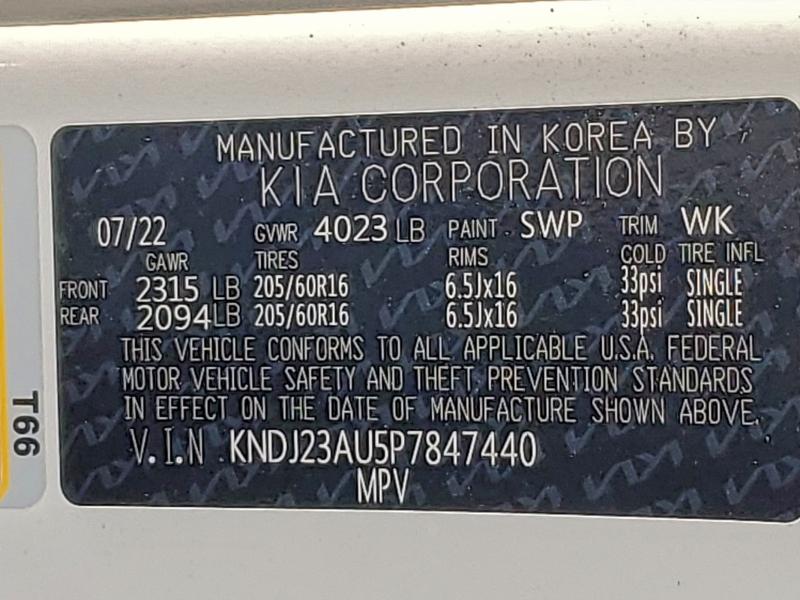 MANUFACTURED IN KOREA BY
KIA CORPORATION
07/22 GVWR 4023 LB PAINT SWP TRIM WK
GAWR TIRES RIMS COLD TIRE INFL
FRONT 2315 LB 205/60R16 6.5Jx16 33psi SINGLE
REAR 2094LB 205/60R16 6.5Jx16 33psi SINGLE
THIS VEHICLE CONFORMS TO ALL APPLICABLE U.S.A. FEDERAL
MOTOR VEHICLE SAFETY AND THEFT PREVENTION STANDARDS
IN EFFECT ON THE DATE OF MANUFACTURE SHOWN ABOVE.
V.I.N KNDJ23AU5P7847440
MPV
T66